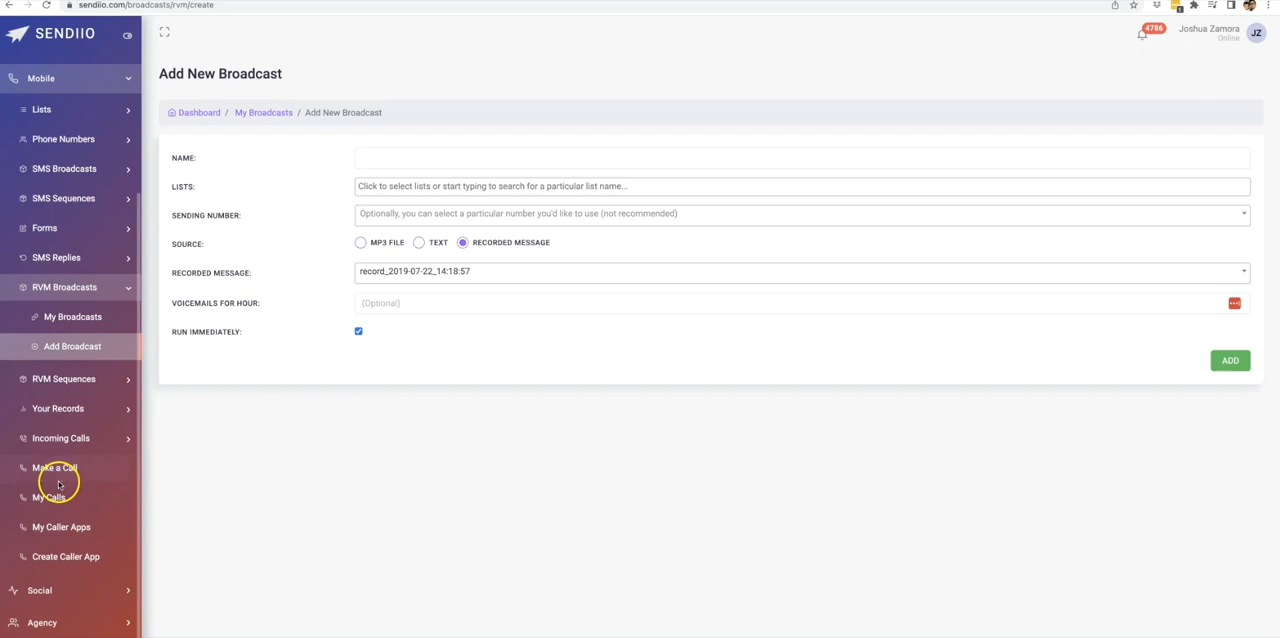 sendiio.com/broadcasts/rvm/create
SENDIIO
4786
Joshua Zamora
Online
JZ
Mobile
Lists
Phone Numbers
SMS Broadcasts
SMS Sequences
Forms
SMS Replies
RVM Broadcasts
My Broadcasts
Add Broadcast
RVM Sequences
Your Records
Incoming Calls
Make a Call
My Calls
My Caller Apps
Create Caller App
Social
Agency
Add New Broadcast
Dashboard / My Broadcasts / Add New Broadcast
NAME:
LISTS: Click to select lists or start typing to search for a particular list name...
SENDING NUMBER: Optionally, you can select a particular number you'd like to use (not recommended)
SOURCE: MP3 FILE TEXT RECORDED MESSAGE
RECORDED MESSAGE: record_2019-07-22_14:18:57
VOICEMAILS FOR HOUR: (Optional)
RUN IMMEDIATELY:
ADD